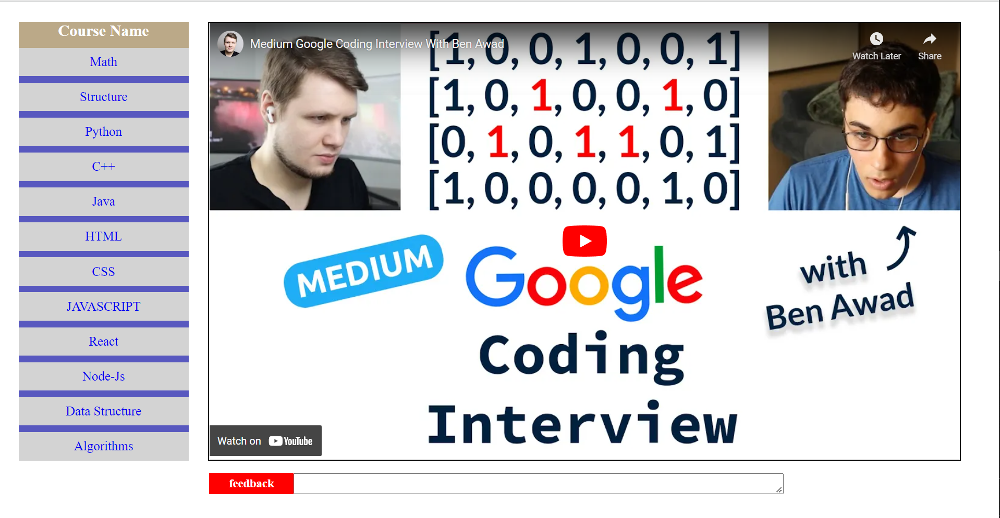 Course Name
Math
Structure
Python
C++
Java
HTML
CSS
JAVASCRIPT
React
Node-Js
Data Structure
Algorithms
Medium Google Coding Interview With Ben Awad
Watch Later
Share
[1, 0, 0, 1, 0, 0, 1]
[1, 0, 1, 0, 0, 1, 0]
[0, 1, 0, 1, 1, 0, 1]
[1, 0, 0, 0, 0, 1, 0]
MEDIUM
Google
Coding
Interview
with
Ben Awad
Watch on YouTube
feedback